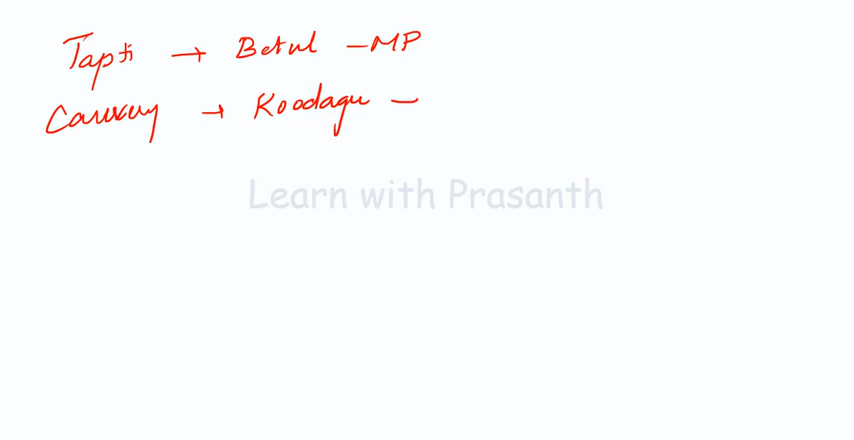 Tapti → Betul - MP
Cauvery → Koodagu -
Learn with Prasanth